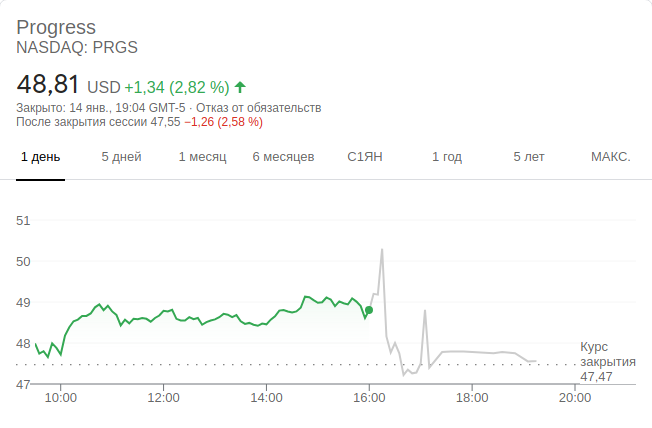 Progress
NASDAQ: PRGS
48,81 USD +1,34 (2,82 %)
Закрыто: 14 янв., 19:04 GMT-5 · Отказ от обязательств
После закрытия сессии 47,55 −1,26 (2,58 %)
1 день 5 дней 1 месяц 6 месяцев С1ЯН 1 год 5 лет МАКС.
51
50
49
48
47
Курс
закрытия
47,47
10:00 12:00 14:00 16:00 18:00 20:00